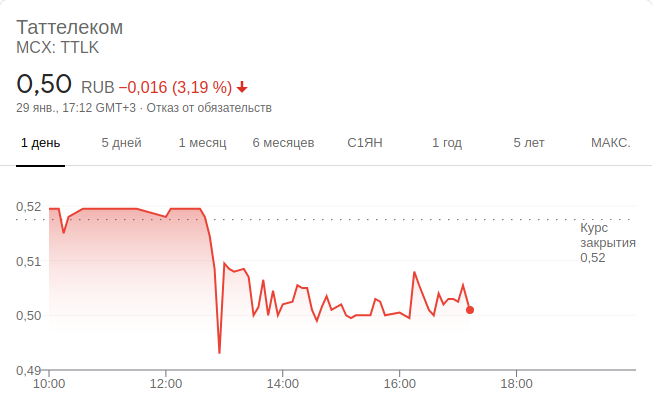 Таттелеком
MCX: TTLK
0,50 RUB −0,016 (3,19 %)
29 янв., 17:12 GMT+3 · Отказ от обязательств
1 день 5 дней 1 месяц 6 месяцев С1ЯН 1 год 5 лет МАКС.
0,52
Курс
закрытия
0,52
0,51
0,50
0,49
10:00 12:00 14:00 16:00 18:00